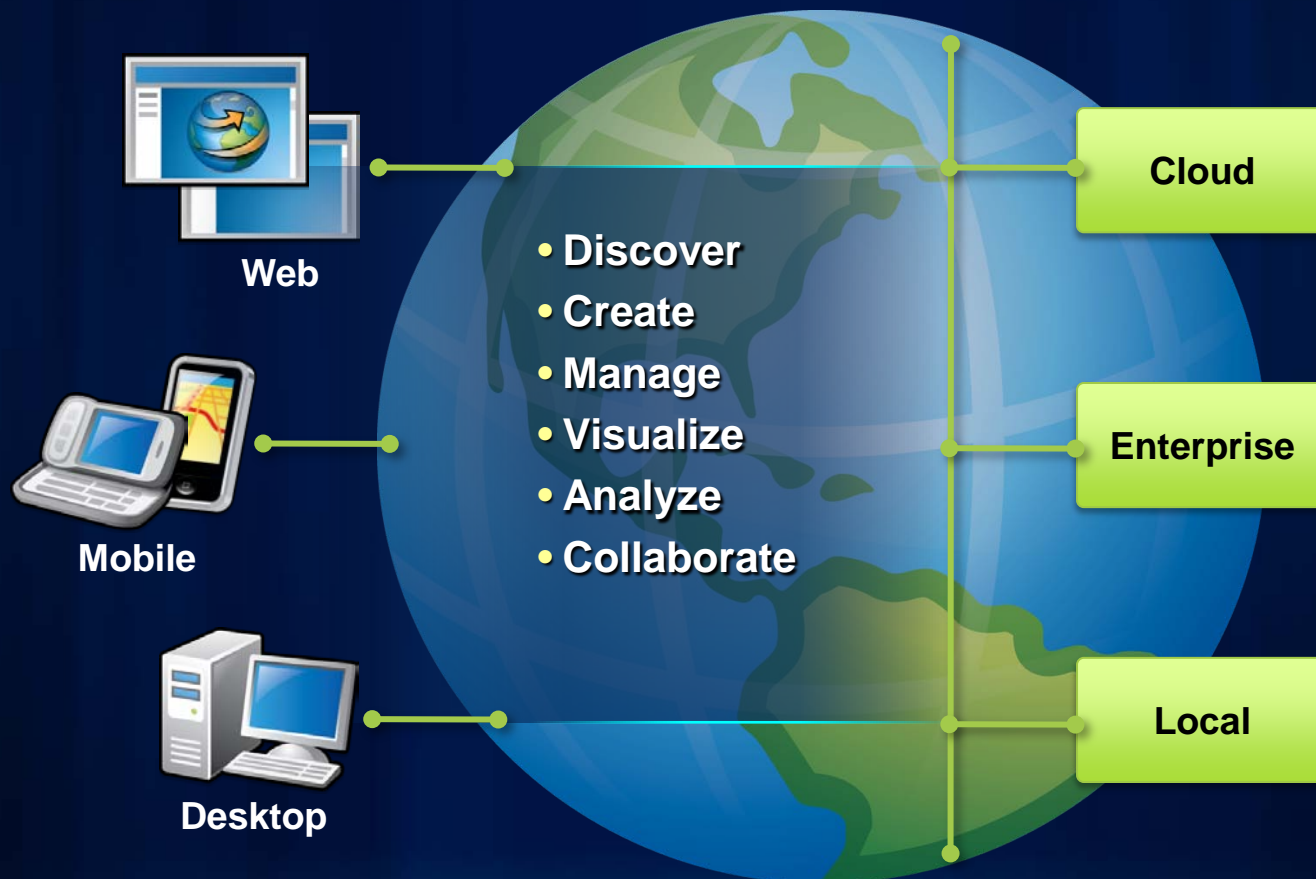 Web
Mobile
Desktop
• Discover
• Create
• Manage
• Visualize
• Analyze
• Collaborate
Cloud
Enterprise
Local